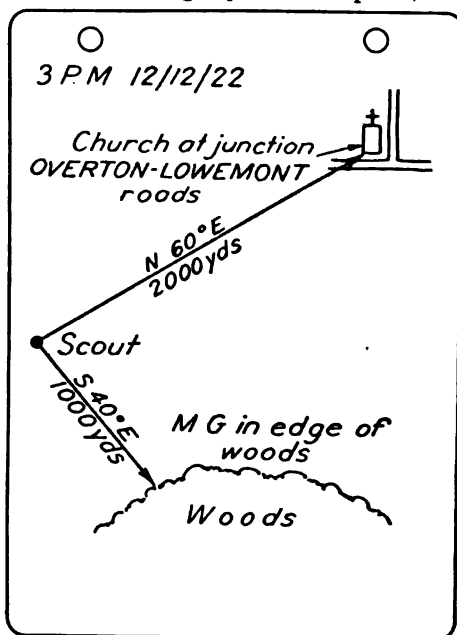 3 P.M 12/12/22
Church at junction
OVERTON-LOWEMONT
roads
N 60° E
2000 yds
Scout
S 40° E
1000 yds
M G in edge of
woods
Woods